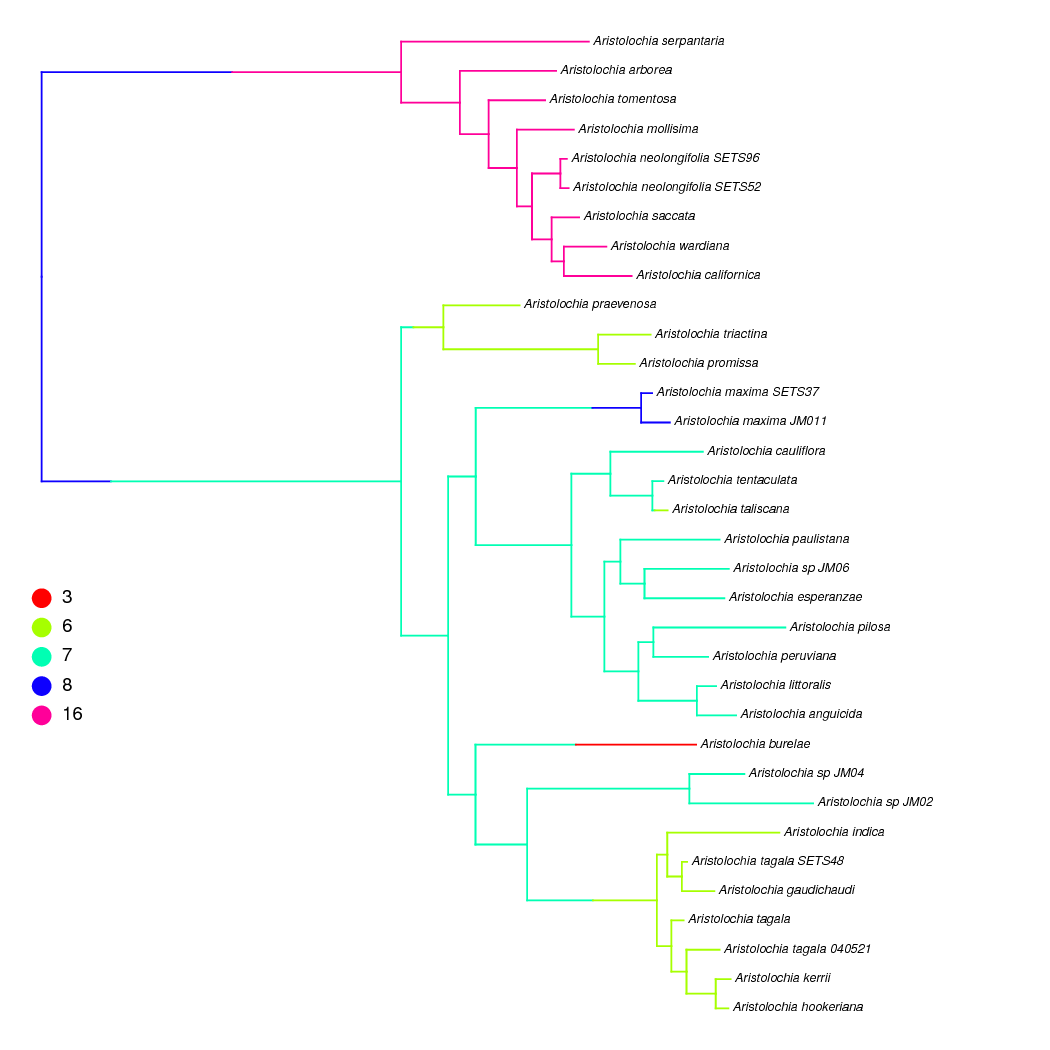 Aristolochia serpantaria
Aristolochia arborea
Aristolochia tomentosa
Aristolochia mollisima
Aristolochia neolongifolia SETS96
Aristolochia neolongifolia SETS52
Aristolochia saccata
Aristolochia wardiana
Aristolochia californica
Aristolochia praevenosa
Aristolochia triactina
Aristolochia promissa
Aristolochia maxima SETS37
Aristolochia maxima JM011
Aristolochia cauliflora
Aristolochia tentaculata
Aristolochia taliscana
Aristolochia paulistana
Aristolochia sp JM06
Aristolochia esperanzae
Aristolochia pilosa
Aristolochia peruviana
Aristolochia littoralis
Aristolochia anguicida
Aristolochia burelae
Aristolochia sp JM04
Aristolochia sp JM02
Aristolochia indica
Aristolochia tagala SETS48
Aristolochia gaudichaudi
Aristolochia tagala
Aristolochia tagala 040521
Aristolochia kerrii
Aristolochia hookeriana
3
6
7
8
16